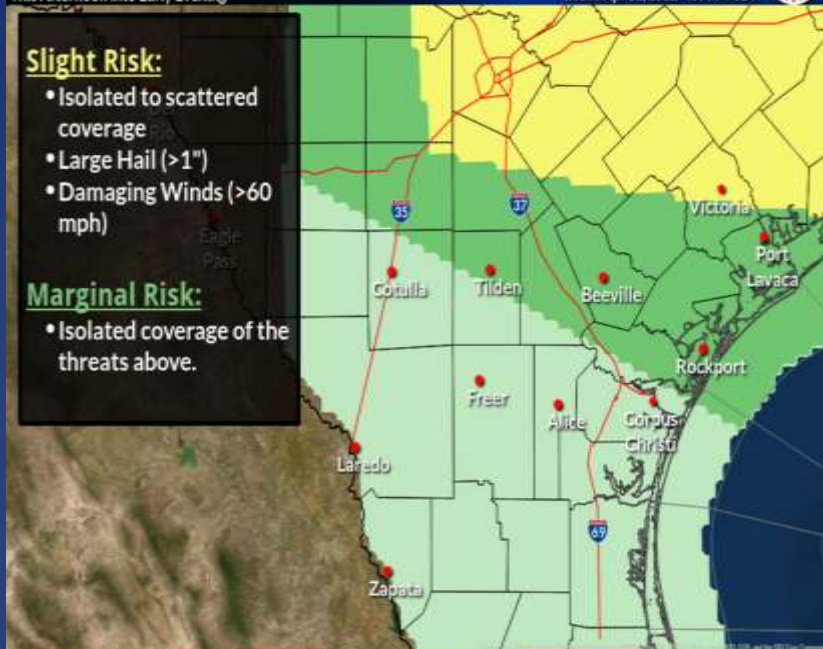 Slight Risk:
• Isolated to scattered
coverage
• Large Hail (>1")
• Damaging Winds (>60
mph)
Eagle
Pass
Marginal Risk:
• Isolated coverage of the
threats above.
35
37
Victoria
Port
Lavaca
Cotulla
Tilden
Beeville
Rockport
Freer
Alice
Corpus
Christi
Laredo
69
Zapata